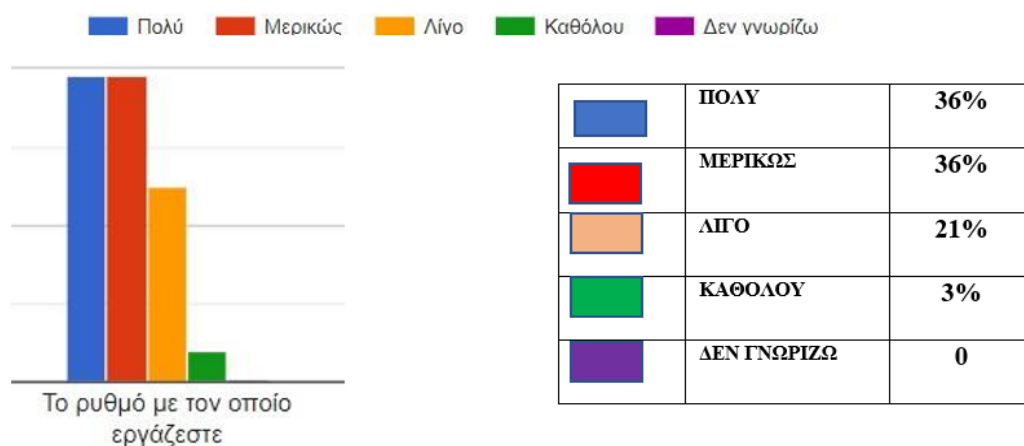 Πολύ Μερικώς Λίγο Καθόλου Δεν γνωρίζω
Το ρυθμό με τον οποίο
εργάζεστε
ΠΟΛΥ 36%
ΜΕΡΙΚΩΣ 36%
ΛΙΓΟ 21%
ΚΑΘΟΛΟΥ 3%
ΔΕΝ ΓΝΩΡΙΖΩ 0